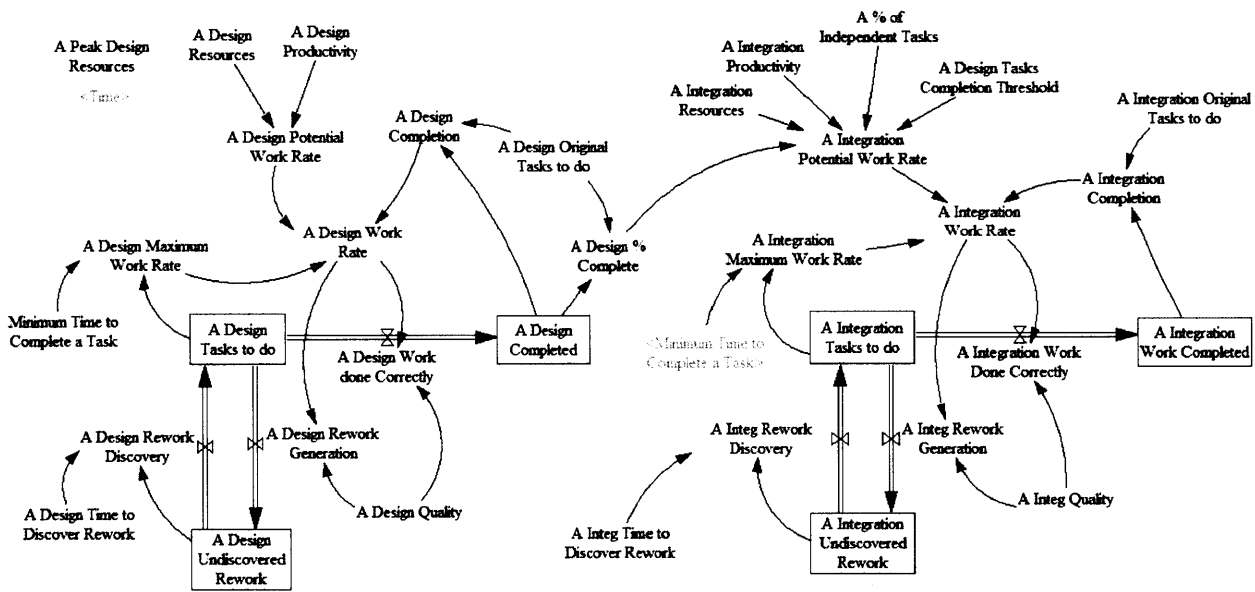 A Peak Design
Resources
<Time>
A Design
Resources
A Design
Productivity
A Design Potential
Work Rate
A Design
Completion
A Design Original
Tasks to do
A Design Maximum
Work Rate
A Design Work
Rate
A Design %
Complete
Minimum Time to
Complete a Task
A Design
Tasks to do
A Design Work
done Correctly
A Design
Completed
A Design Rework
Discovery
A Design Rework
Generation
A Design Time to
Discover Rework
A Design Quality
A Design
Undiscovered
Rework
A % of
Independent Tasks
A Integration
Productivity
A Integration
Resources
A Design Tasks
Completion Threshold
A Integration
Potential Work Rate
A Integration Original
Tasks to do
A Integration
Completion
A Integration
Work Rate
A Integration
Maximum Work Rate
<Minimum Time to
Complete a Task>
A Integration
Tasks to do
A Integration Work
Done Correctly
A Integration
Work Completed
A Integ Rework
Discovery
A Integ Rework
Generation
A Integ Time to
Discover Rework
A Integ Quality
A Integration
Undiscovered
Rework